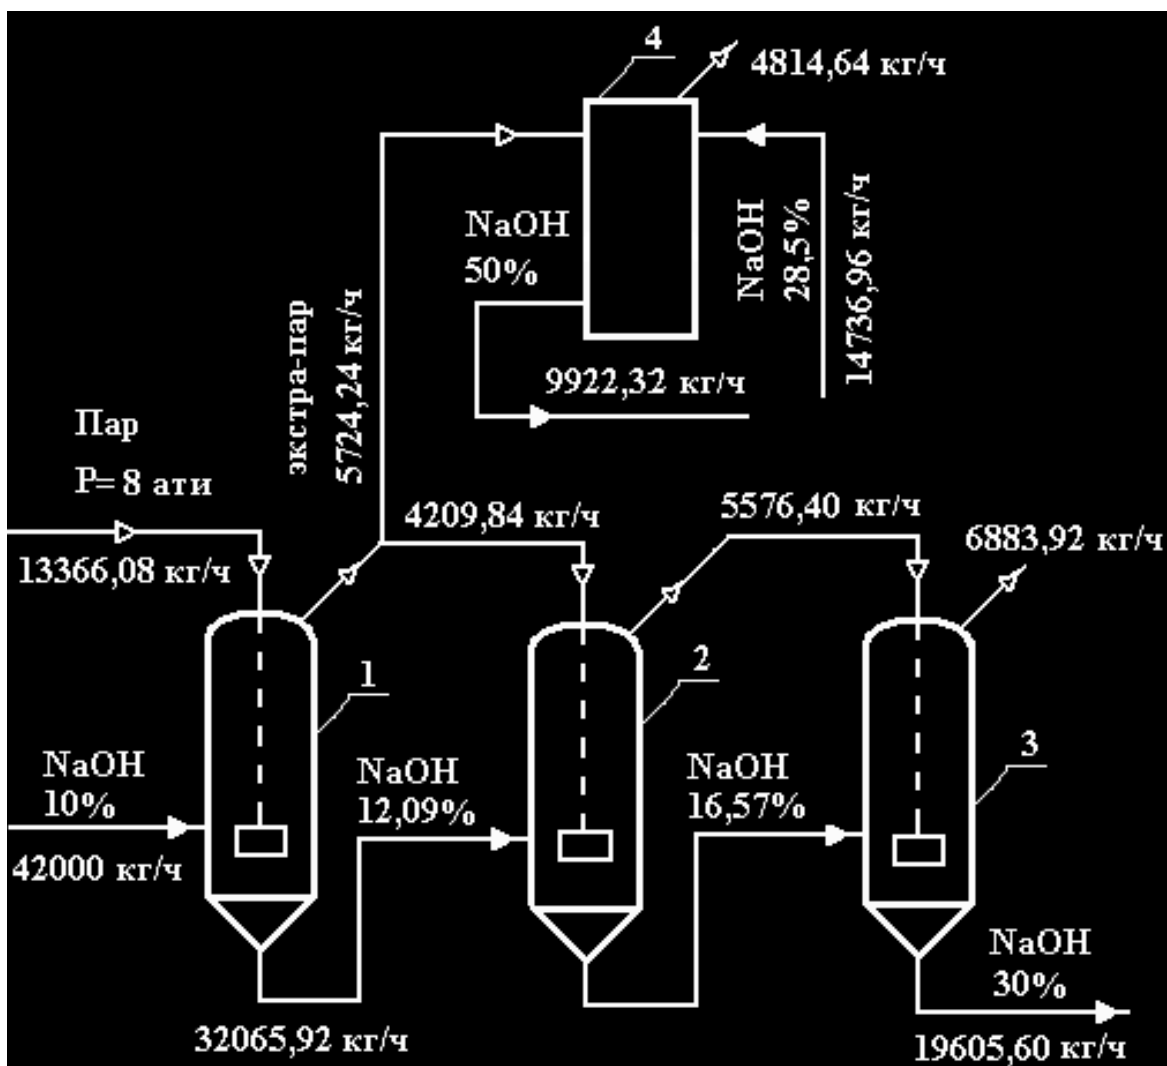 4
4814,64 кг/ч
NaOH
50%
NaOH
28,5%
14736,96 кг/ч
9922,32 кг/ч
экстра-пар
5724,24 кг/ч
Пар
Р= 8 ати
13366,08 кг/ч
4209,84 кг/ч
5576,40 кг/ч
6883,92 кг/ч
1
2
3
NaOH
10%
42000 кг/ч
NaOH
12,09%
NaOH
16,57%
NaOH
30%
32065,92 кг/ч
19605,60 кг/ч